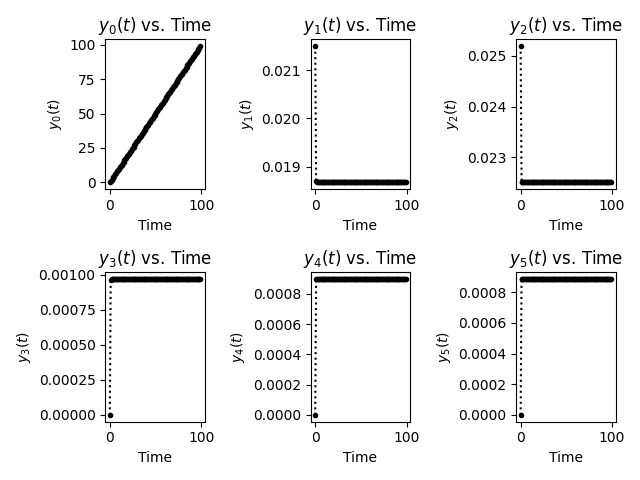 y₀(t) vs. Time
y₁(t) vs. Time
y₂(t) vs. Time
100
75
50
25
0
y₀(t)
0
100
Time
0.021
0.020
0.019
y₁(t)
0
100
Time
0.025
0.024
0.023
y₂(t)
0
100
Time
y₃(t) vs. Time
y₄(t) vs. Time
y₅(t) vs. Time
0.00100
0.00075
0.00050
0.00025
0.00000
y₃(t)
0
100
Time
0.0008
0.0006
0.0004
0.0002
0.0000
y₄(t)
0
100
Time
0.0008
0.0006
0.0004
0.0002
0.0000
y₅(t)
0
100
Time